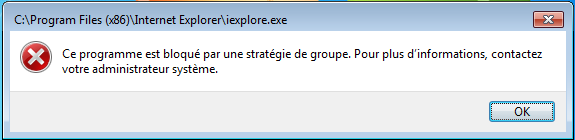 C:\Program Files (x86)\Internet Explorer\iexplore.exe
Ce programme est bloqué par une stratégie de groupe. Pour plus d'informations, contactez
votre administrateur système.
OK